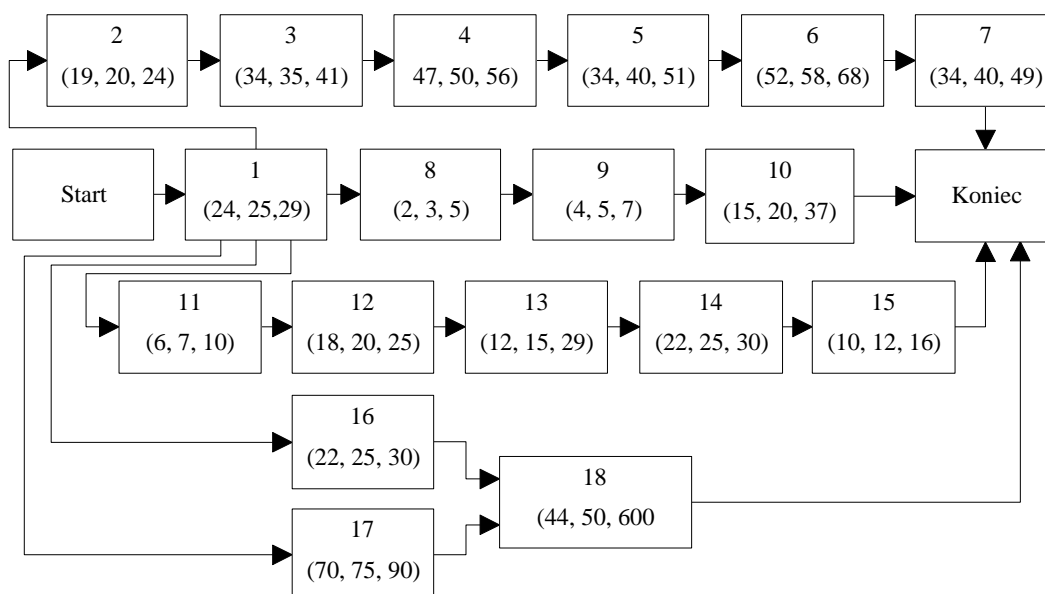 2
(19, 20, 24)
3
(34, 35, 41)
4
47, 50, 56)
5
(34, 40, 51)
6
(52, 58, 68)
7
(34, 40, 49)
Start
1
(24, 25,29)
8
(2, 3, 5)
9
(4, 5, 7)
10
(15, 20, 37)
Koniec
11
(6, 7, 10)
12
(18, 20, 25)
13
(12, 15, 29)
14
(22, 25, 30)
15
(10, 12, 16)
16
(22, 25, 30)
18
(44, 50, 600
17
(70, 75, 90)